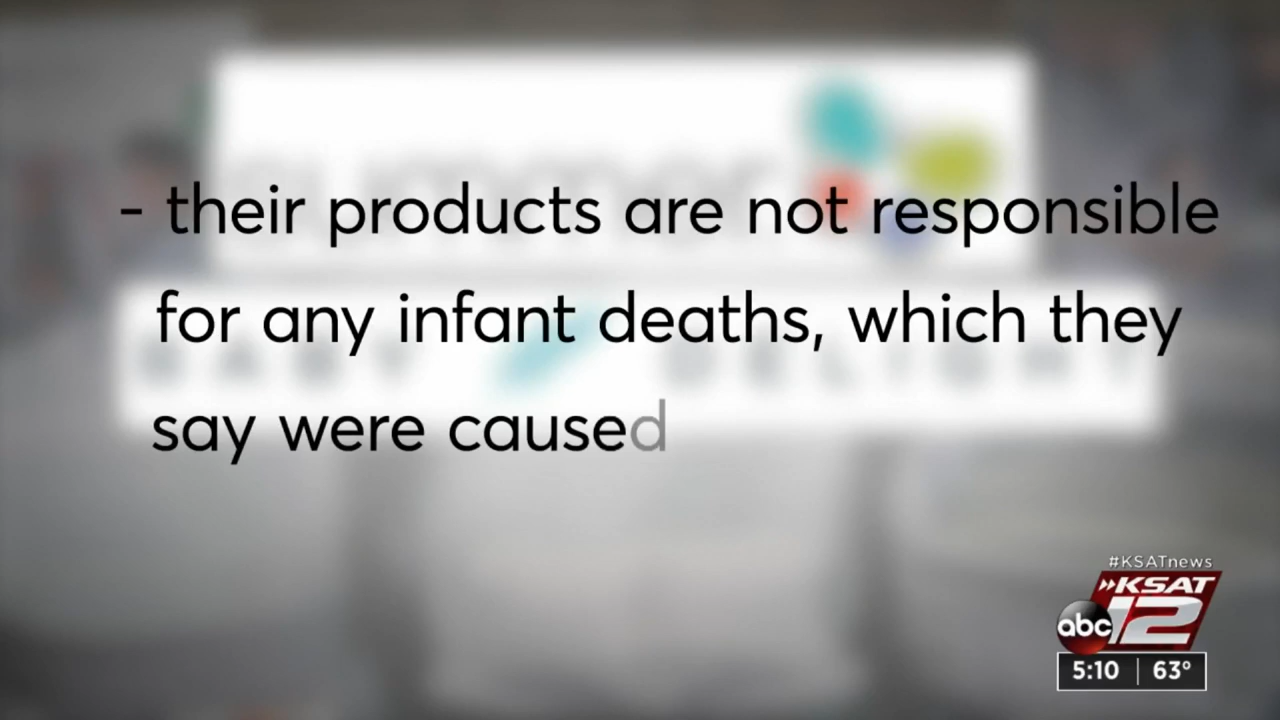 - their products are not responsible
for any infant deaths, which they
say were caused
#KSATnews
KSAT
abc 12
5:10 | 63°